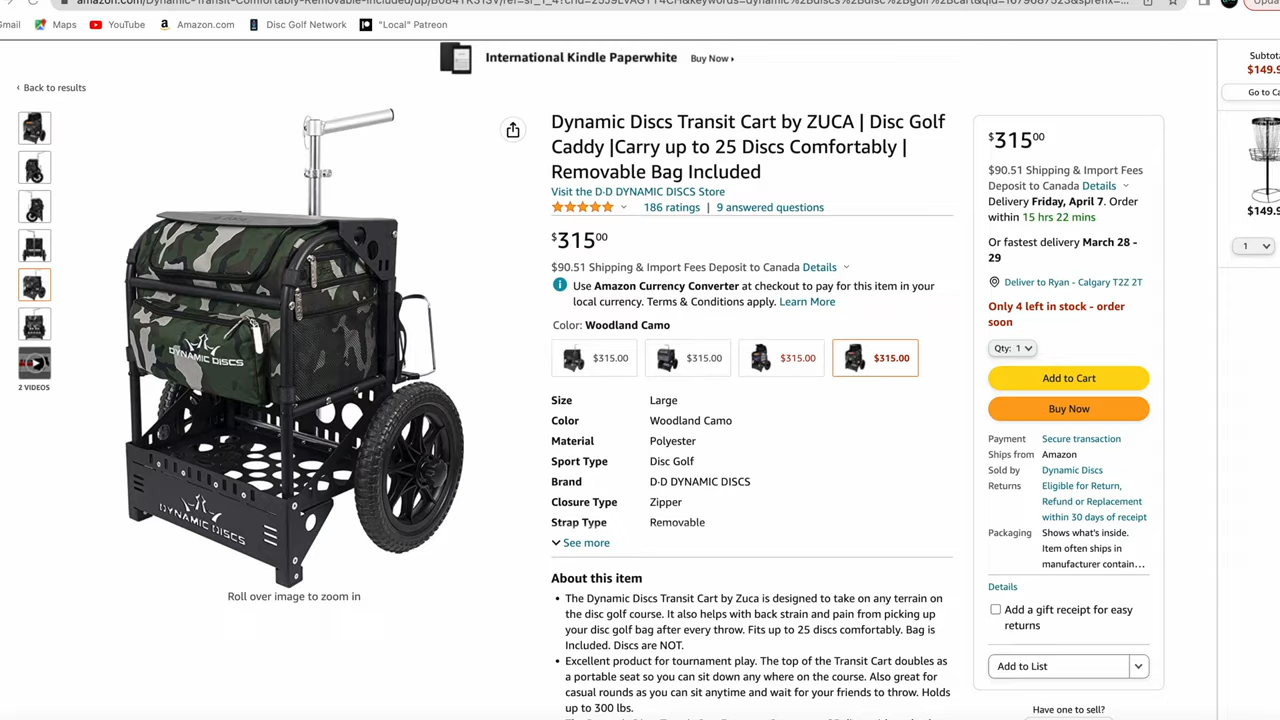 Gmail Maps YouTube Amazon.com Disc Golf Network "Local" Patreon
International Kindle Paperwhite Buy Now
‹ Back to results
Dynamic Discs Transit Cart by ZUCA | Disc Golf
Caddy |Carry up to 25 Discs Comfortably |
Removable Bag Included
Visit the D·D DYNAMIC DISCS Store
186 ratings | 9 answered questions
$31500
$90.51 Shipping & Import Fees Deposit to Canada Details
Use Amazon Currency Converter at checkout to pay for this item in your
local currency. Terms & Conditions apply. Learn More
Color: Woodland Camo
$315.00 $315.00 $315.00 $315.00
Size Large
Color Woodland Camo
Material Polyester
Sport Type Disc Golf
Brand D·D DYNAMIC DISCS
Closure Type Zipper
Strap Type Removable
See more
About this item
• The Dynamic Discs Transit Cart by Zuca is designed to take on any terrain on
the disc golf course. It also helps with back strain and pain from picking up
your disc golf bag after every throw. Fits up to 25 discs comfortably. Bag is
Included. Discs are NOT.
• Excellent product for tournament play. The top of the Transit Cart doubles as
a portable seat so you can sit down any where on the course. Also great for
casual rounds as you can sit anytime and wait for your friends to throw. Holds
up to 300 lbs.
DYNAMIC DISCS
DYNAMIC DISCS
2 VIDEOS
Roll over image to zoom in
$31500
$90.51 Shipping & Import Fees
Deposit to Canada Details
Delivery Friday, April 7. Order
within 15 hrs 22 mins
Or fastest delivery March 28 -
29
Deliver to Ryan - Calgary T2Z 2T
Only 4 left in stock - order
soon
Qty: 1
Add to Cart
Buy Now
Payment Secure transaction
Ships from Amazon
Sold by Dynamic Discs
Returns Eligible for Return,
Refund or Replacement
within 30 days of receipt
Packaging Shows what's inside.
Item often ships in
manufacturer contain...
Details
Add a gift receipt for easy
returns
Add to List
Have one to sell?
Subtot
$149.9
Go to Ca
$149.9
1